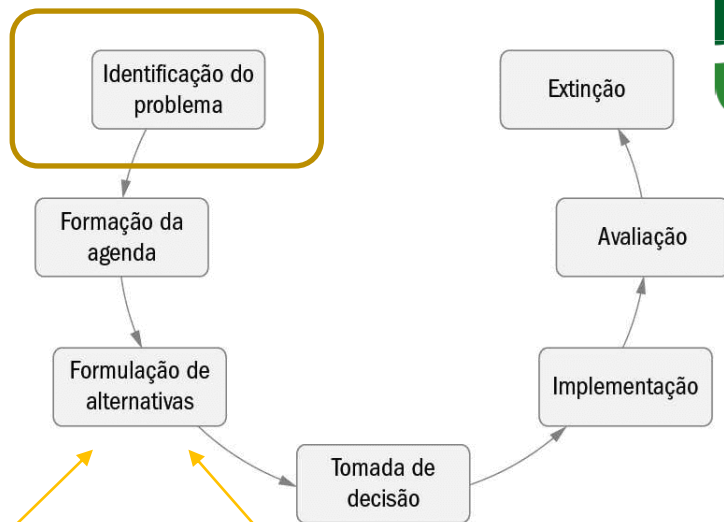 Identificação do
problema
Formação da
agenda
Formulação de
alternativas
Tomada de
decisão
Implementação
Avaliação
Extinção